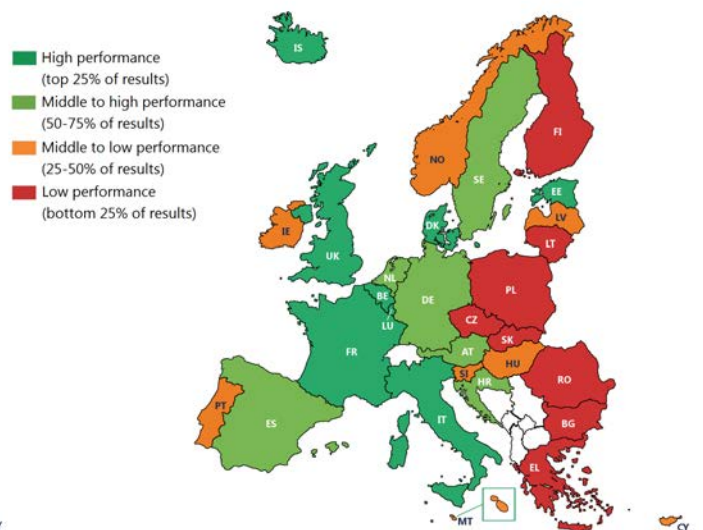 High performance
(top 25% of results)
Middle to high performance
(50-75% of results)
Middle to low performance
(25-50% of results)
Low performance
(bottom 25% of results)
IS
FI
NO
SE
EE
LV
LT
DK
IE
UK
NL
BE
LU
DE
PL
CZ
SK
AT
HU
FR
SI
HR
RO
BG
PT
ES
IT
EL
MT
CY